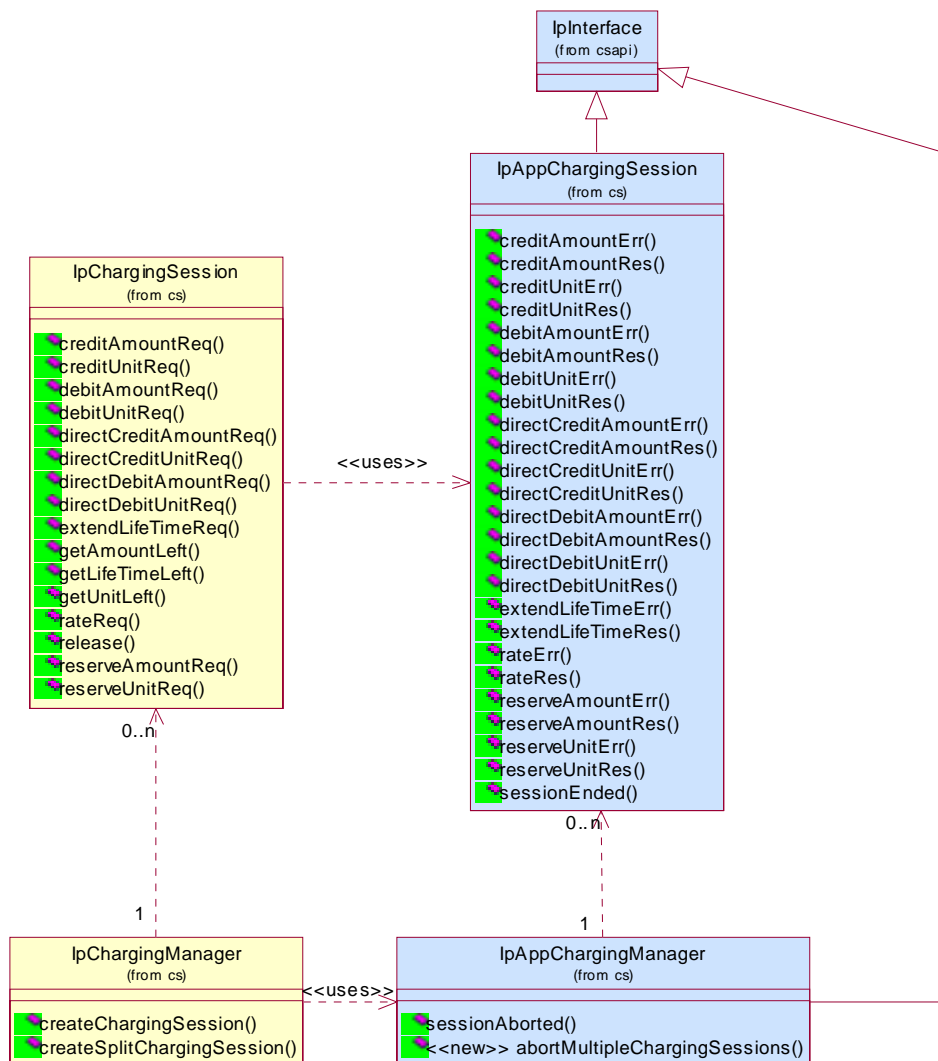 IpInterface
(from csapi)
IpAppChargingSession
(from cs)
creditAmountErr()
creditAmountRes()
creditUnitErr()
creditUnitRes()
debitAmountErr()
debitAmountRes()
debitUnitErr()
debitUnitRes()
directCreditAmountErr()
directCreditAmountRes()
directCreditUnitErr()
directCreditUnitRes()
directDebitAmountErr()
directDebitAmountRes()
directDebitUnitErr()
directDebitUnitRes()
extendLifeTimeErr()
extendLifeTimeRes()
rateErr()
rateRes()
reserveAmountErr()
reserveAmountRes()
reserveUnitErr()
reserveUnitRes()
sessionEnded()
IpChargingSession
(from cs)
creditAmountReq()
creditUnitReq()
debitAmountReq()
debitUnitReq()
directCreditAmountReq()
directCreditUnitReq()
directDebitAmountReq()
directDebitUnitReq()
extendLifeTimeReq()
getAmountLeft()
getLifeTimeLeft()
getUnitLeft()
rateReq()
release()
reserveAmountReq()
reserveUnitReq()
<<uses>>
0..n
0..n
1
1
IpChargingManager
(from cs)
createChargingSession()
createSplitChargingSession()
<<uses>>
IpAppChargingManager
(from cs)
sessionAborted()
<<new>> abortMultipleChargingSessions()